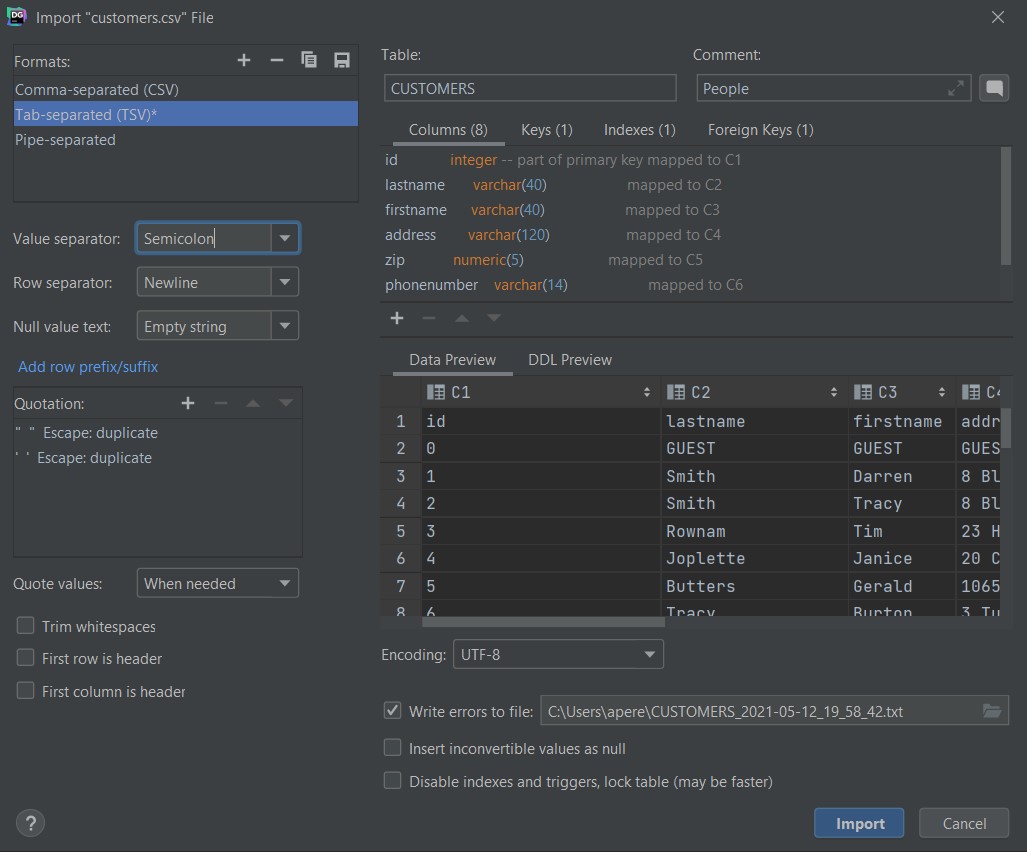 DG Import "customers.csv" File
Formats:
Comma-separated (CSV)
Tab-separated (TSV)*
Pipe-separated
Value separator: Semicolon
Row separator: Newline
Null value text: Empty string
Add row prefix/suffix
Quotation:
" " Escape: duplicate
' ' Escape: duplicate
Quote values: When needed
Trim whitespaces
First row is header
First column is header
?
Table: Comment:
CUSTOMERS People
Columns (8) Keys (1) Indexes (1) Foreign Keys (1)
id integer -- part of primary key mapped to C1
lastname varchar(40) mapped to C2
firstname varchar(40) mapped to C3
address varchar(120) mapped to C4
zip numeric(5) mapped to C5
phonenumber varchar(14) mapped to C6
Data Preview DDL Preview
C1 C2 C3 C4
1 id lastname firstname addr
2 0 GUEST GUEST GUES
3 1 Smith Darren 8 Bl
4 2 Smith Tracy 8 Bl
5 3 Rownam Tim 23 H
6 4 Joplette Janice 20 C
7 5 Butters Gerald 1065
8 6 Tracy Burton 3 Tu
Encoding: UTF-8
Write errors to file: C:\Users\apere\CUSTOMERS_2021-05-12_19_58_42.txt
Insert inconvertible values as null
Disable indexes and triggers, lock table (may be faster)
Import Cancel